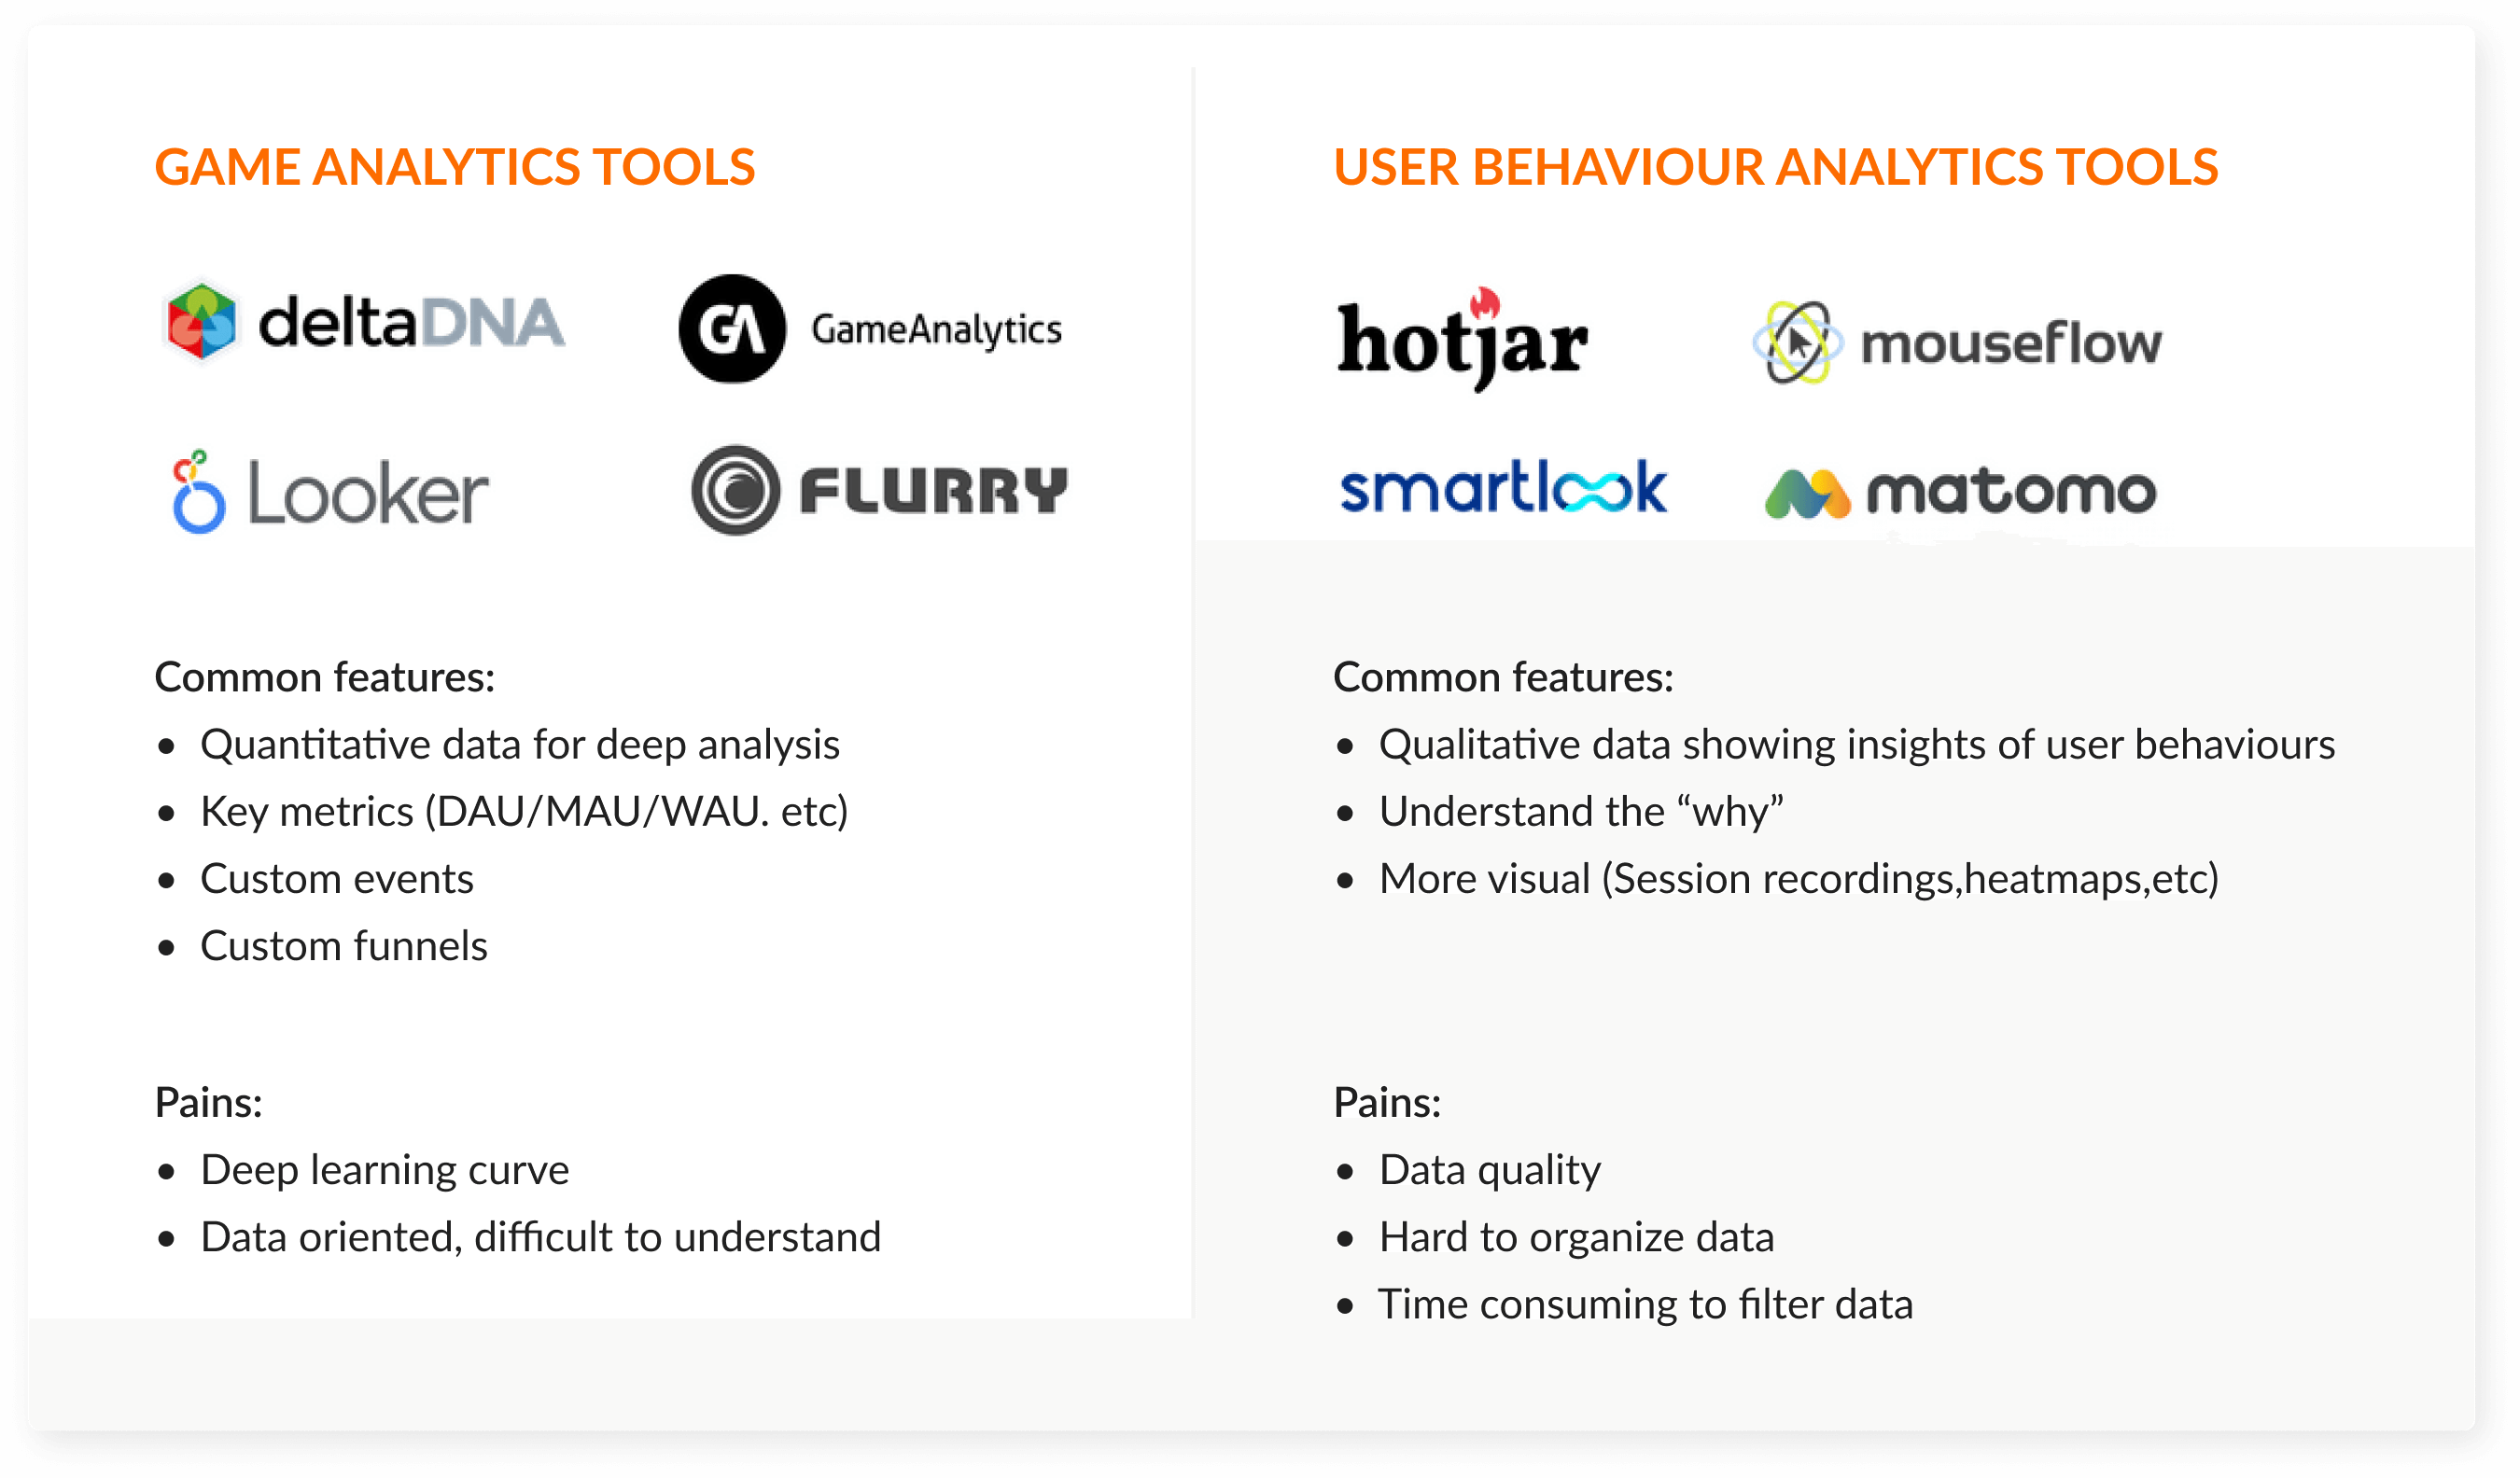 GAME ANALYTICS TOOLS
deltaDNA
GA GameAnalytics
Looker
FLURRY
Common features:
• Quantitative data for deep analysis
• Key metrics (DAU/MAU/WAU. etc)
• Custom events
• Custom funnels
Pains:
• Deep learning curve
• Data oriented, difficult to understand
USER BEHAVIOUR ANALYTICS TOOLS
hotjar
mouseflow
smartlook
matomo
Common features:
• Qualitative data showing insights of user behaviours
• Understand the “why”
• More visual (Session recordings,heatmaps,etc)
Pains:
• Data quality
• Hard to organize data
• Time consuming to filter data